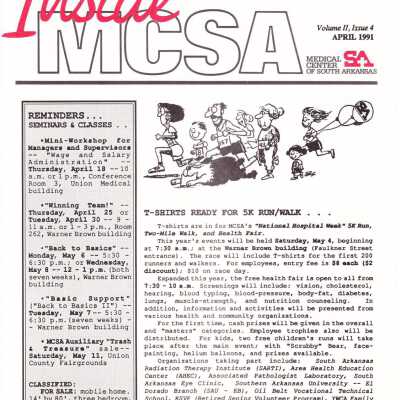 Inside
MCSA
Volume II, Issue 4
APRIL 1991
MEDICAL
CENTER SA
OF SOUTH ARKANSAS
REMINDERS...
SEMINARS & CLASSES . .
*Mini-Workshop for
Managers and Supervisors
-- "Wage and Salary
Administration" --
Thursday, April 18 -- 10
a.m. or 1 p.m., Conference
Room 3, Union Medical
building
*"Winning Team!" --
Thursday, April 25 or
Tuesday, April 30 -- 9 -
11 a.m. or 1 - 3 p.m., Room
262, Warner Brown building
*"Back to Basics" --
Monday, May 6 -- 5:30 -
6:30 p.m. or Wednesday,
May 8 -- 12 - 1 p.m. (both
seven weeks), Warner Brown
building
*"Basic Support"
["Back to Basics II"] --
Tuesday, May 7 -- 5:30 -
6:30 p.m. (seven weeks) -
- Warner Brown building
* MCSA Auxiliary "Trash
& Treasure" sale --
Saturday, May 11, Union
County Fairgrounds
CLASSIFIED:
FOR SALE: mobile home,
14' by 80', three bedroom,
T-SHIRTS READY FOR 5K RUN/WALK . . . .
T-shirts are in for MCSA's "National Hospital Week" 5K Run,
Two-Mile Walk, and Health Fair.
This year's events will be held Saturday, May 4, beginning
at 7:30 a.m. at the Warner Brown building (Faulkner Street
entrance). The race will include T-shirts for the first 200
runners and walkers. For employees, entry fee is $8 each ($2
discount); $10 on race day.
Expanded this year, the free health fair is open to all from
7:30 - 10 a.m. Screenings will include: vision, cholesterol,
hearing, blood typing, blood-pressure, body-fat, diabetes,
lungs, muscle-strength, and nutrition counseling. In
addition, information and activities will be presented from
various health and community organizations.
For the first time, cash prizes will be given in the overall
and "masters" categories. Employee trophies also will be
distributed. For kids, two free children's runs will take
place after the main event; with "Scrubby" Bear, face-
painting, helium balloons, and prizes available.
Organizations taking part include: South Arkansas
Radiation Therapy Institute (SARTI), Area Health Education
Center (AHEC), Associated Pathologist Laboratory, South
Arkansas Eye Clinic, Southern Arkansas University -- El
Dorado Branch (SAU - EB), Oil Belt Vocational Technical
School, RSVP (Retired Senior Volunteer Program), YMCA Family